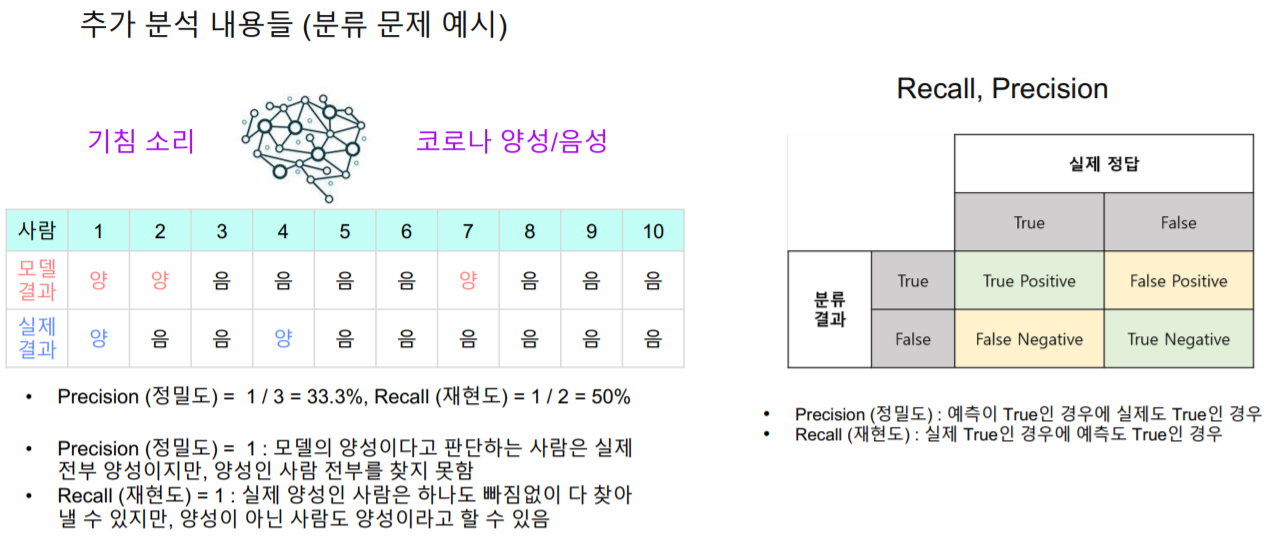 추가 분석 내용들 (분류 문제 예시)
기침 소리
코로나 양성/음성
사람 1 2 3 4 5 6 7 8 9 10
모델
결과
양 양 음 음 음 음 양 음 음 음
실제
결과
양 음 음 양 음 음 음 음 음 음
• Precision (정밀도) = 1 / 3 = 33.3%, Recall (재현도) = 1 / 2 = 50%
• Precision (정밀도) = 1 : 모델의 양성이다고 판단하는 사람은 실제
전부 양성이지만, 양성인 사람 전부를 찾지 못함
• Recall (재현도) = 1 : 실제 양성인 사람은 하나도 빠짐없이 다 찾아
낼 수 있지만, 양성이 아닌 사람도 양성이라고 할 수 있음
Recall, Precision
실제 정답
True False
분류
결과
True True Positive False Positive
False False Negative True Negative
• Precision (정밀도) : 예측이 True인 경우에 실제도 True인 경우
• Recall (재현도) : 실제 True인 경우에 예측도 True인 경우